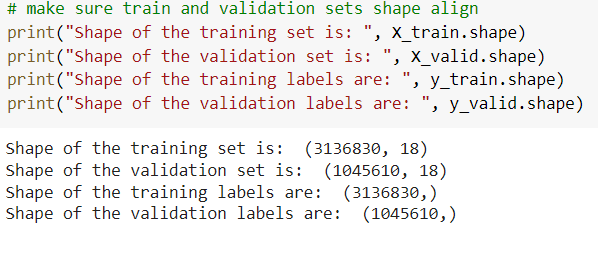 # make sure train and validation sets shape align
print("Shape of the training set is: ", X_train.shape)
print("Shape of the validation set is: ", X_valid.shape)
print("Shape of the training labels are: ", y_train.shape)
print("Shape of the validation labels are: ", y_valid.shape)
Shape of the training set is:  (3136830, 18)
Shape of the validation set is:  (1045610, 18)
Shape of the training labels are:  (3136830,)
Shape of the validation labels are:  (1045610,)